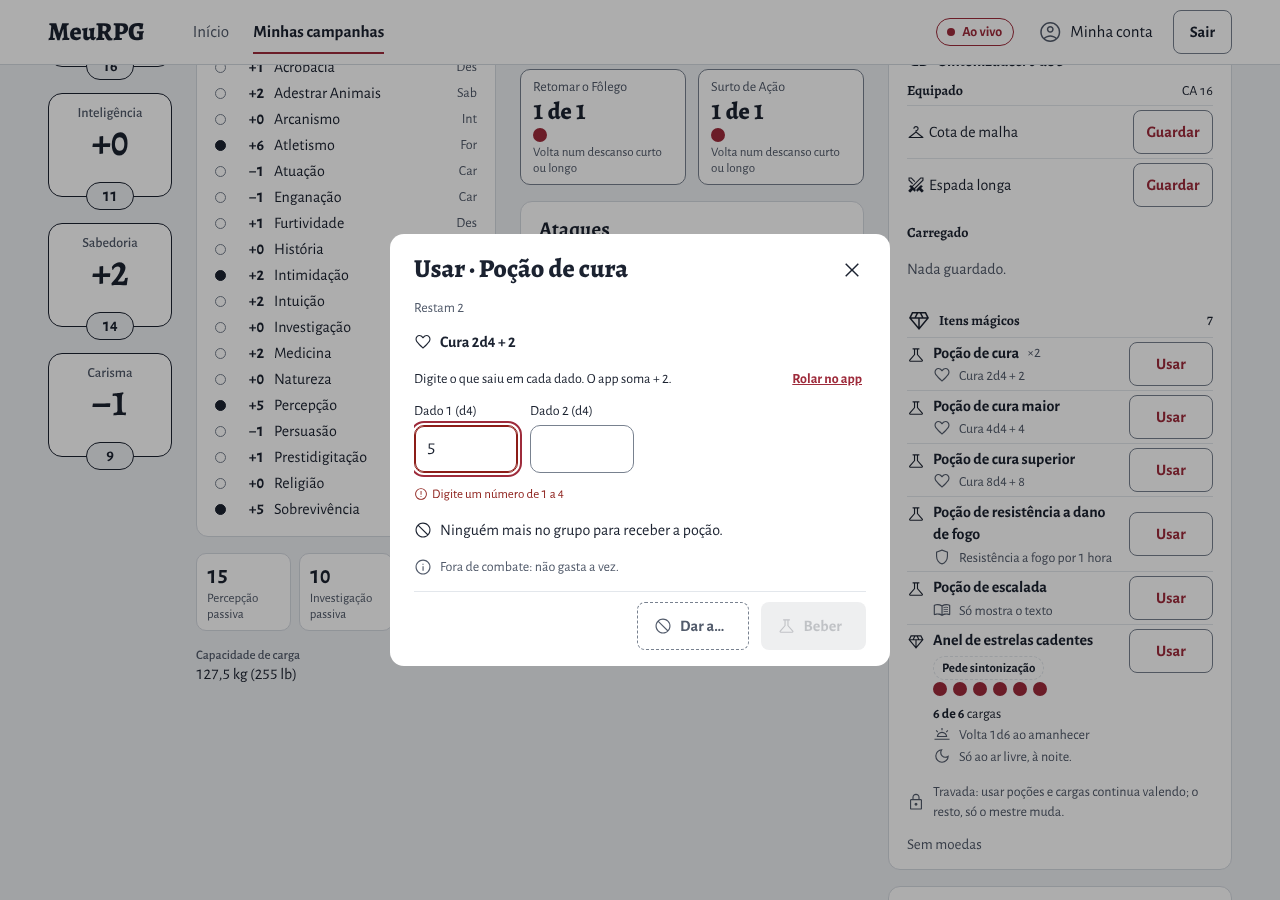 MeuRPG
Início
Minhas campanhas
Ao vivo
Minha conta
Sair
16
Inteligência
+0
11
Sabedoria
+2
14
Carisma
−1
9
+1 Acrobacia Des
+2 Adestrar Animais Sab
+0 Arcanismo Int
+6 Atletismo For
−1 Atuação Car
−1 Enganação Car
+1 Furtividade Des
+0 História
+2 Intimidação
+2 Intuição
+0 Investigação
+2 Medicina
+0 Natureza
+5 Percepção
−1 Persuasão
+1 Prestidigitação
+0 Religião
+5 Sobrevivência
15
Percepção
passiva
10
Investigação
passiva
Capacidade de carga
127,5 kg (255 lb)
Retomar o Fôlego
1 de 1
Volta num descanso curto
ou longo
Surto de Ação
1 de 1
Volta num descanso curto
ou longo
Ataques
Usar · Poção de cura
Restam 2
Cura 2d4 + 2
Digite o que saiu em cada dado. O app soma + 2.
Rolar no app
Dado 1 (d4)
Dado 2 (d4)
5
Digite um número de 1 a 4
Ninguém mais no grupo para receber a poção.
Fora de combate: não gasta a vez.
Dar a…
Beber
Equipado CA 16
Cota de malha Guardar
Espada longa Guardar
Carregado
Nada guardado.
Itens mágicos 7
Poção de cura ×2
Cura 2d4 + 2
Usar
Poção de cura maior
Cura 4d4 + 4
Usar
Poção de cura superior
Cura 8d4 + 8
Usar
Poção de resistência a dano
de fogo
Resistência a fogo por 1 hora
Usar
Poção de escalada
Só mostra o texto
Usar
Anel de estrelas cadentes
Usar
Pede sintonização
6 de 6 cargas
Volta 1d6 ao amanhecer
Só ao ar livre, à noite.
Travada: usar poções e cargas continua valendo; o
resto, só o mestre muda.
Sem moedas